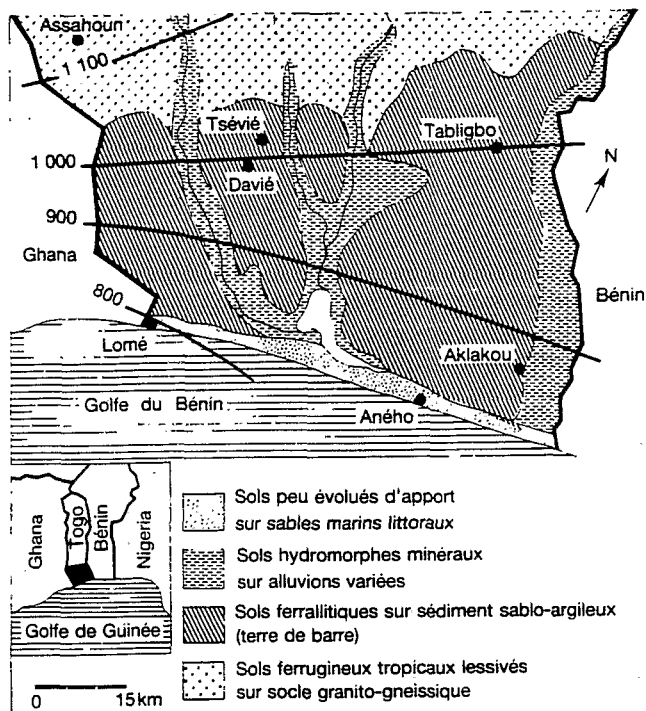 Assahoun
1 100
Tsévié
Tabligbo
N
1 000
Davié
900
Ghana
800
Bénin
Lomé
Aklakou
Golfe du Bénin
Aného
Ghana
Togo
Bénin
Nigeria
Golfe de Guinée
0 15 km
Sols peu évolués d'apport
sur sables marins littoraux
Sols hydromorphes minéraux
sur alluvions variées
Sols ferrallitiques sur sédiment sablo-argileux
(terre de barre)
Sols ferrugineux tropicaux lessivés
sur socle granito-gneissique